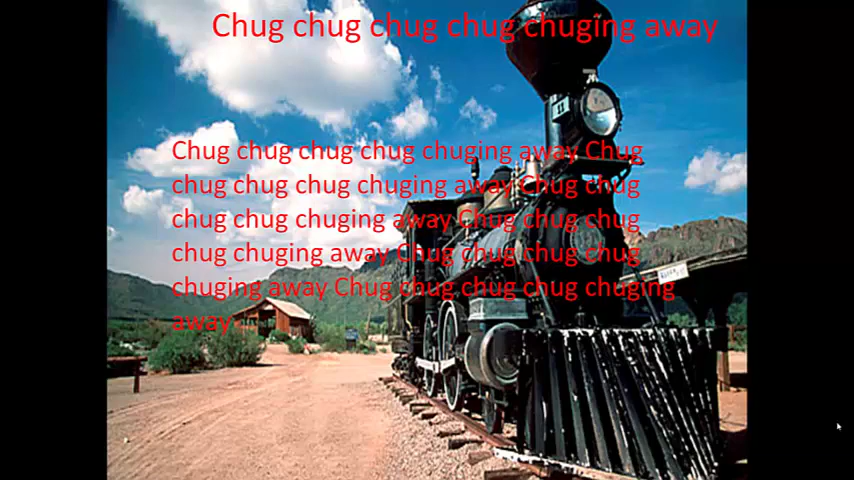 Chug chug chug chug chuging away
Chug chug chug chug chuging away Chug
chug chug chug chuging away Chug chug
chug chug chuging away Chug chug chug
chug chuging away Chug chug chug chug
chuging away Chug chug chug chug chuging
away
11